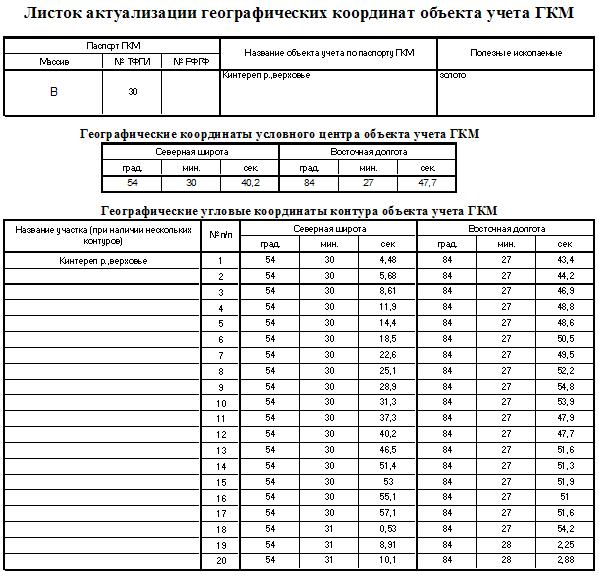 Листок актуализации географических координат объекта учета ГКМ
Паспорт ГКМ Название объекта учета по паспорту ГКМ Полезные ископаемые
Массив № ТФГИ № РФГФ
В 30 Кинтереп р.,верховье золото
Географические координаты условного центра объекта учета ГКМ
Северная широта Восточная долгота
град. мин. сек. град. мин. сек.
54 30 40,2 84 27 47,7
Географические угловые координаты контура объекта учета ГКМ
Название участка (при наличии нескольких контуров) № п/п Северная широта Восточная долгота
град. мин. сек град. мин. сек
Кинтереп р.,верховье 1 54 30 4,48 84 27 43,4
2 54 30 5,68 84 27 44,2
3 54 30 8,61 84 27 46,9
4 54 30 11,9 84 27 48,8
5 54 30 14,4 84 27 48,6
6 54 30 18,5 84 27 50,5
7 54 30 22,6 84 27 49,5
8 54 30 25,1 84 27 52,2
9 54 30 28,9 84 27 54,8
10 54 30 31,3 84 27 53,9
11 54 30 37,3 84 27 47,9
12 54 30 40,2 84 27 47,7
13 54 30 46,5 84 27 51,6
14 54 30 51,4 84 27 51,3
15 54 30 53 84 27 51,9
16 54 30 55,1 84 27 51
17 54 30 57,1 84 27 51,6
18 54 31 0,53 84 27 54,2
19 54 31 8,91 84 28 2,25
20 54 31 10,1 84 28 2,88